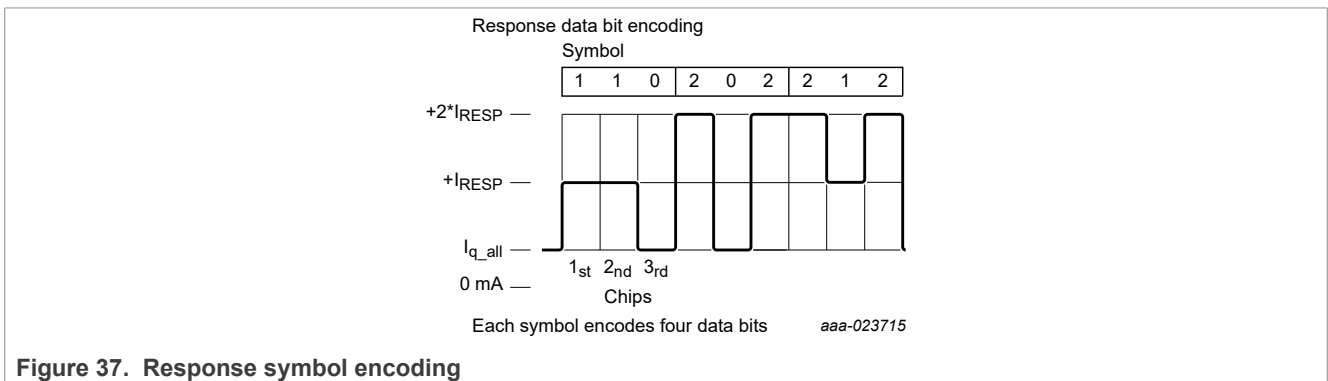 Response data bit encoding
Symbol
1 1 0 2 0 2 2 1 2
+2*IRESP
+IRESP
Iq_all
1st 2nd 3rd
0 mA
Chips
Each symbol encodes four data bits aaa-023715
Figure 37. Response symbol encoding